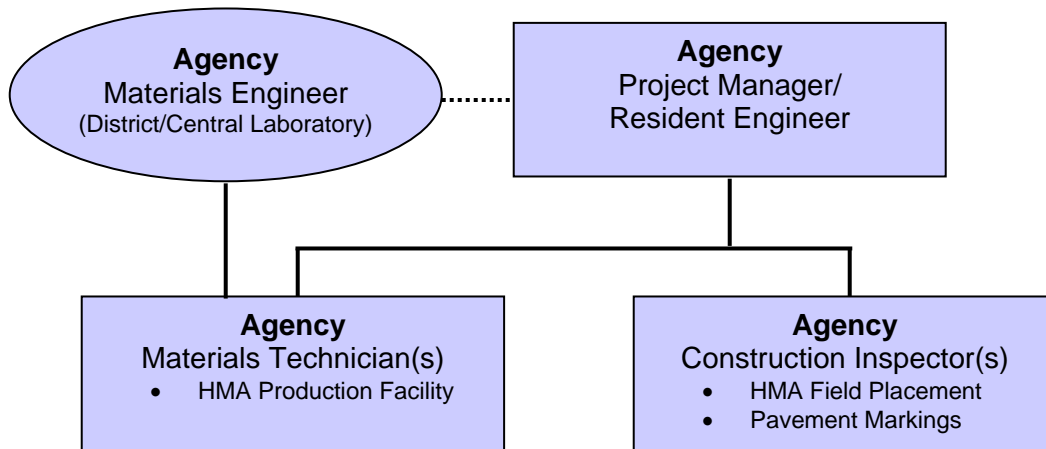 Agency
Materials Engineer
(District/Central Laboratory)
Agency
Project Manager/
Resident Engineer
Agency
Materials Technician(s)
• HMA Production Facility
Agency
Construction Inspector(s)
• HMA Field Placement
• Pavement Markings